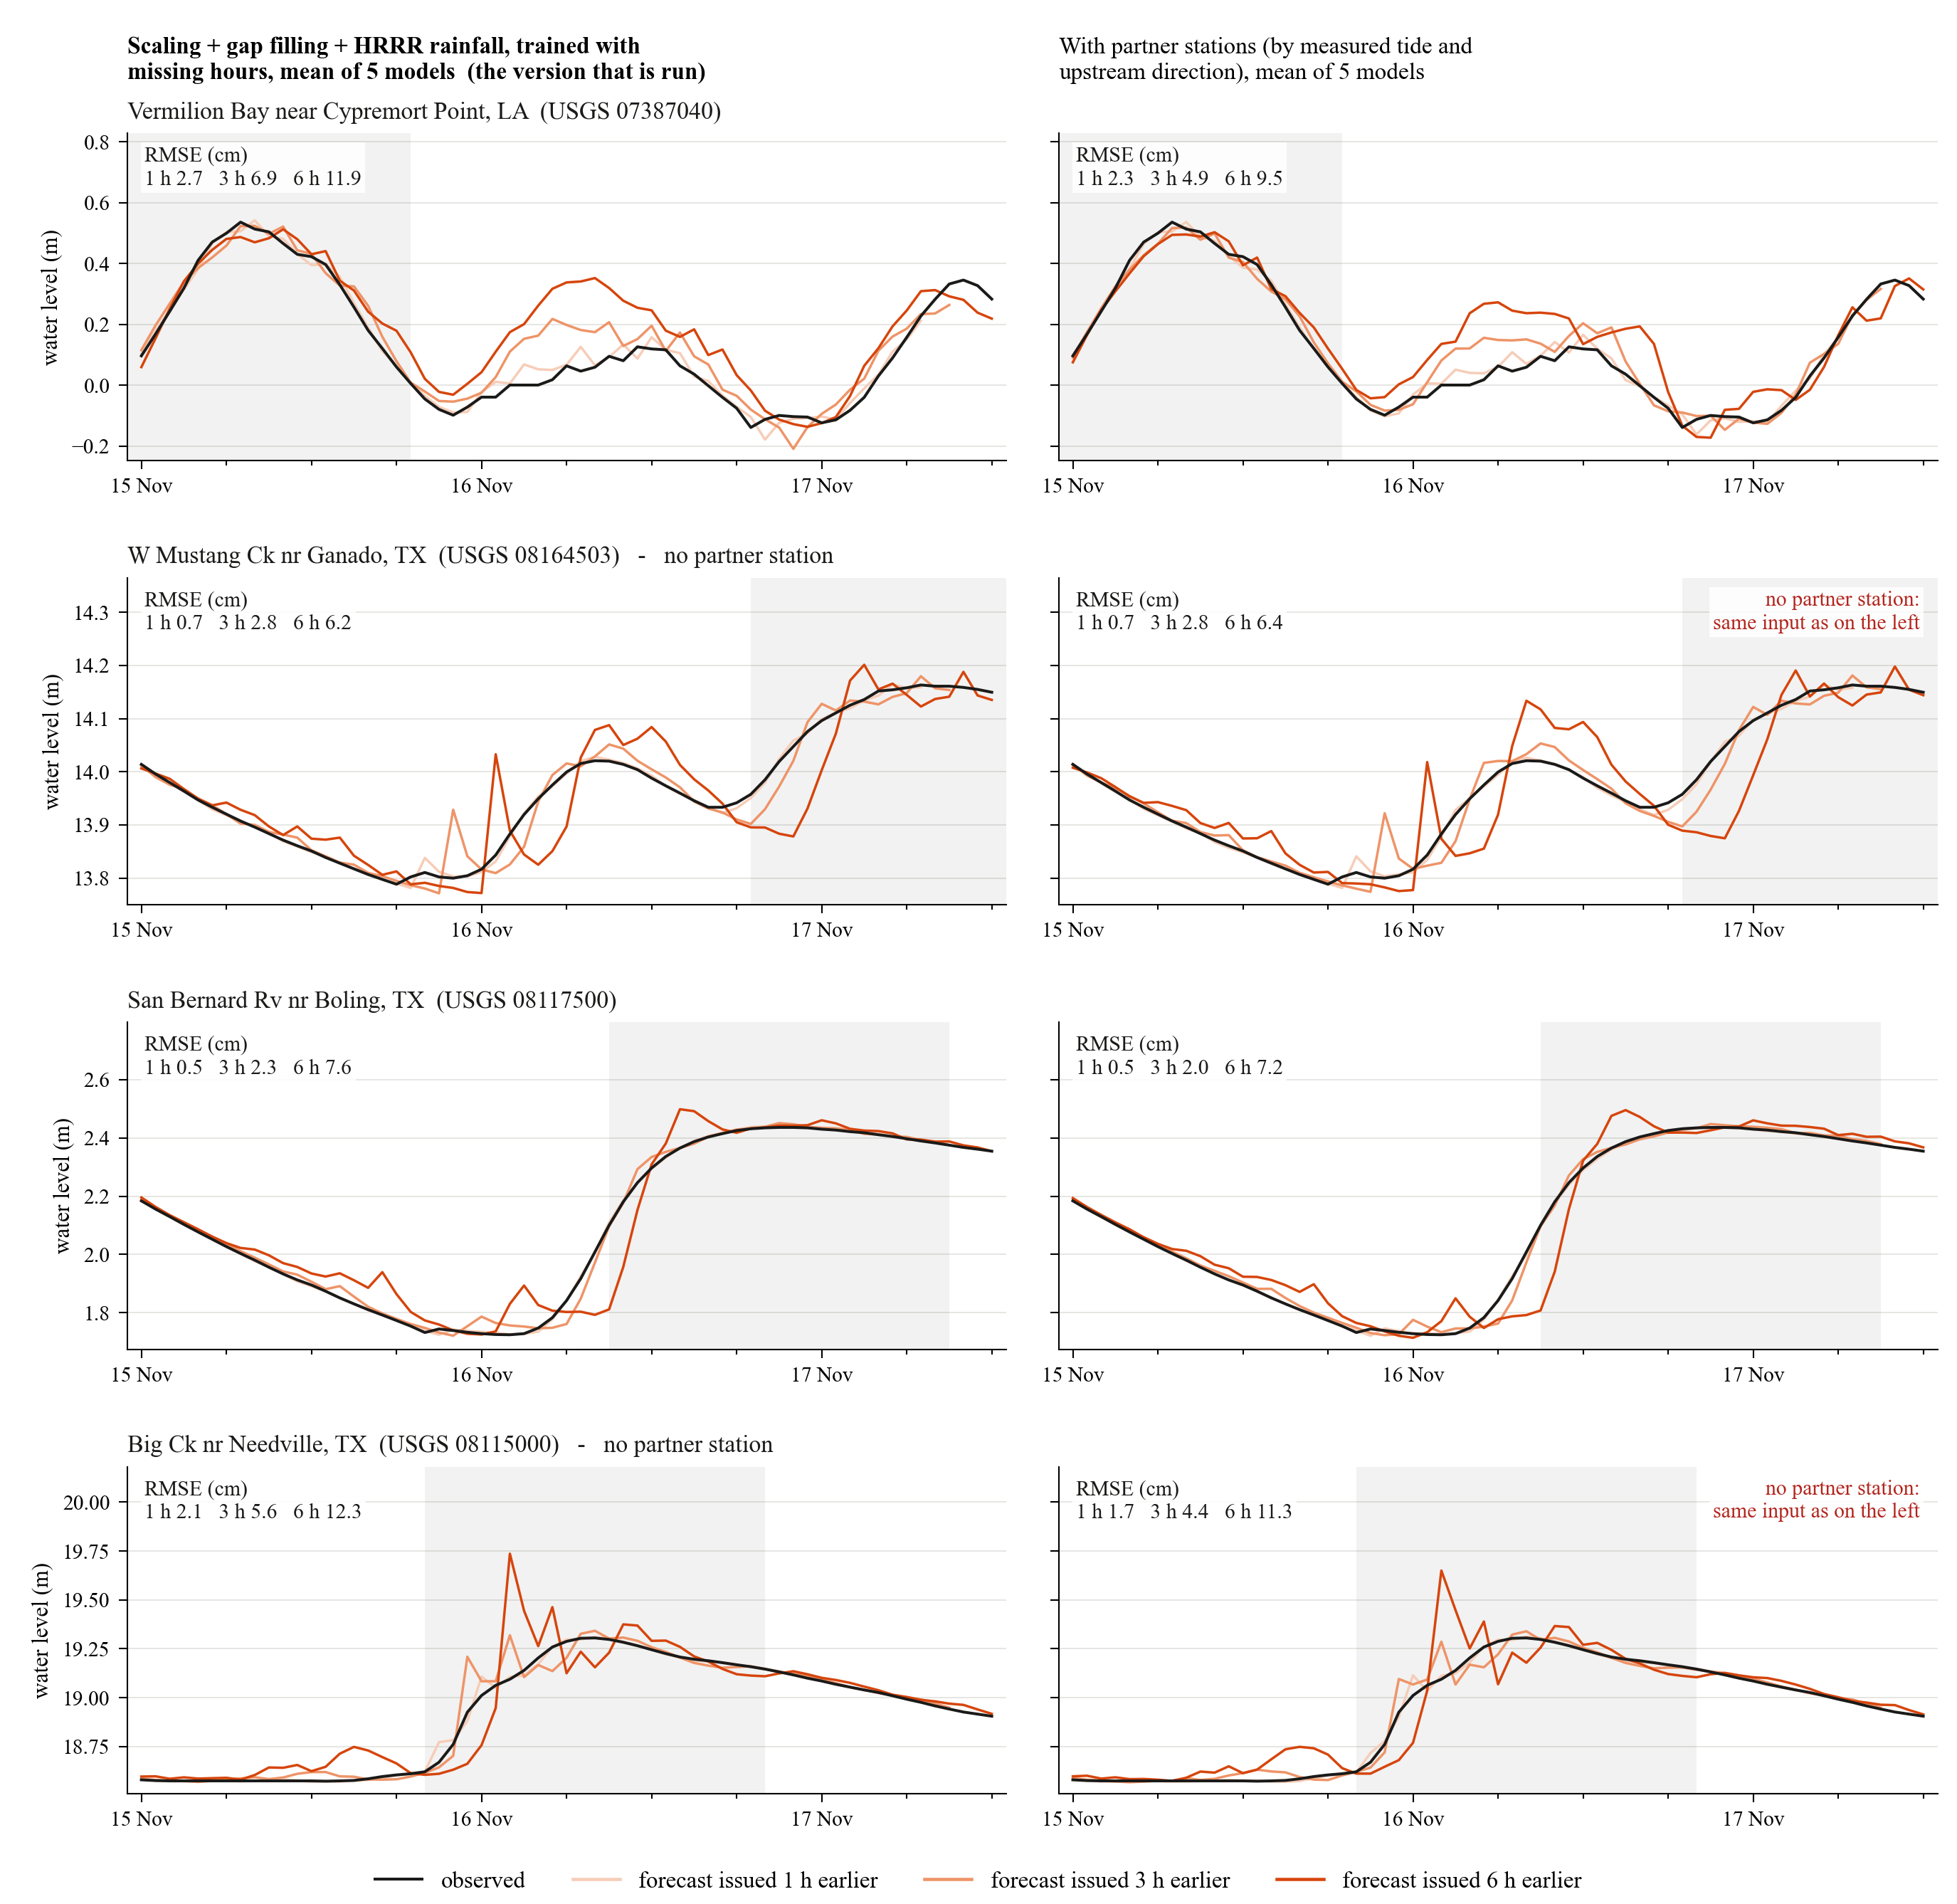 Scaling + gap filling + HRRR rainfall, trained with
missing hours, mean of 5 models (the version that is run)
With partner stations (by measured tide and
upstream direction), mean of 5 models
Vermilion Bay near Cypremort Point, LA (USGS 07387040)
RMSE (cm)
1 h 2.7 3 h 6.9 6 h 11.9
water level (m)
0.8
0.6
0.4
0.2
0.0
−0.2
15 Nov 16 Nov 17 Nov
RMSE (cm)
1 h 2.3 3 h 4.9 6 h 9.5
15 Nov 16 Nov 17 Nov
W Mustang Ck nr Ganado, TX (USGS 08164503) - no partner station
RMSE (cm)
1 h 0.7 3 h 2.8 6 h 6.2
water level (m)
14.3
14.2
14.1
14.0
13.9
13.8
15 Nov 16 Nov 17 Nov
RMSE (cm)
1 h 0.7 3 h 2.8 6 h 6.4
no partner station:
same input as on the left
15 Nov 16 Nov 17 Nov
San Bernard Rv nr Boling, TX (USGS 08117500)
RMSE (cm)
1 h 0.5 3 h 2.3 6 h 7.6
water level (m)
2.6
2.4
2.2
2.0
1.8
15 Nov 16 Nov 17 Nov
RMSE (cm)
1 h 0.5 3 h 2.0 6 h 7.2
15 Nov 16 Nov 17 Nov
Big Ck nr Needville, TX (USGS 08115000) - no partner station
RMSE (cm)
1 h 2.1 3 h 5.6 6 h 12.3
water level (m)
20.00
19.75
19.50
19.25
19.00
18.75
15 Nov 16 Nov 17 Nov
RMSE (cm)
1 h 1.7 3 h 4.4 6 h 11.3
no partner station:
same input as on the left
15 Nov 16 Nov 17 Nov
observed forecast issued 1 h earlier forecast issued 3 h earlier forecast issued 6 h earlier